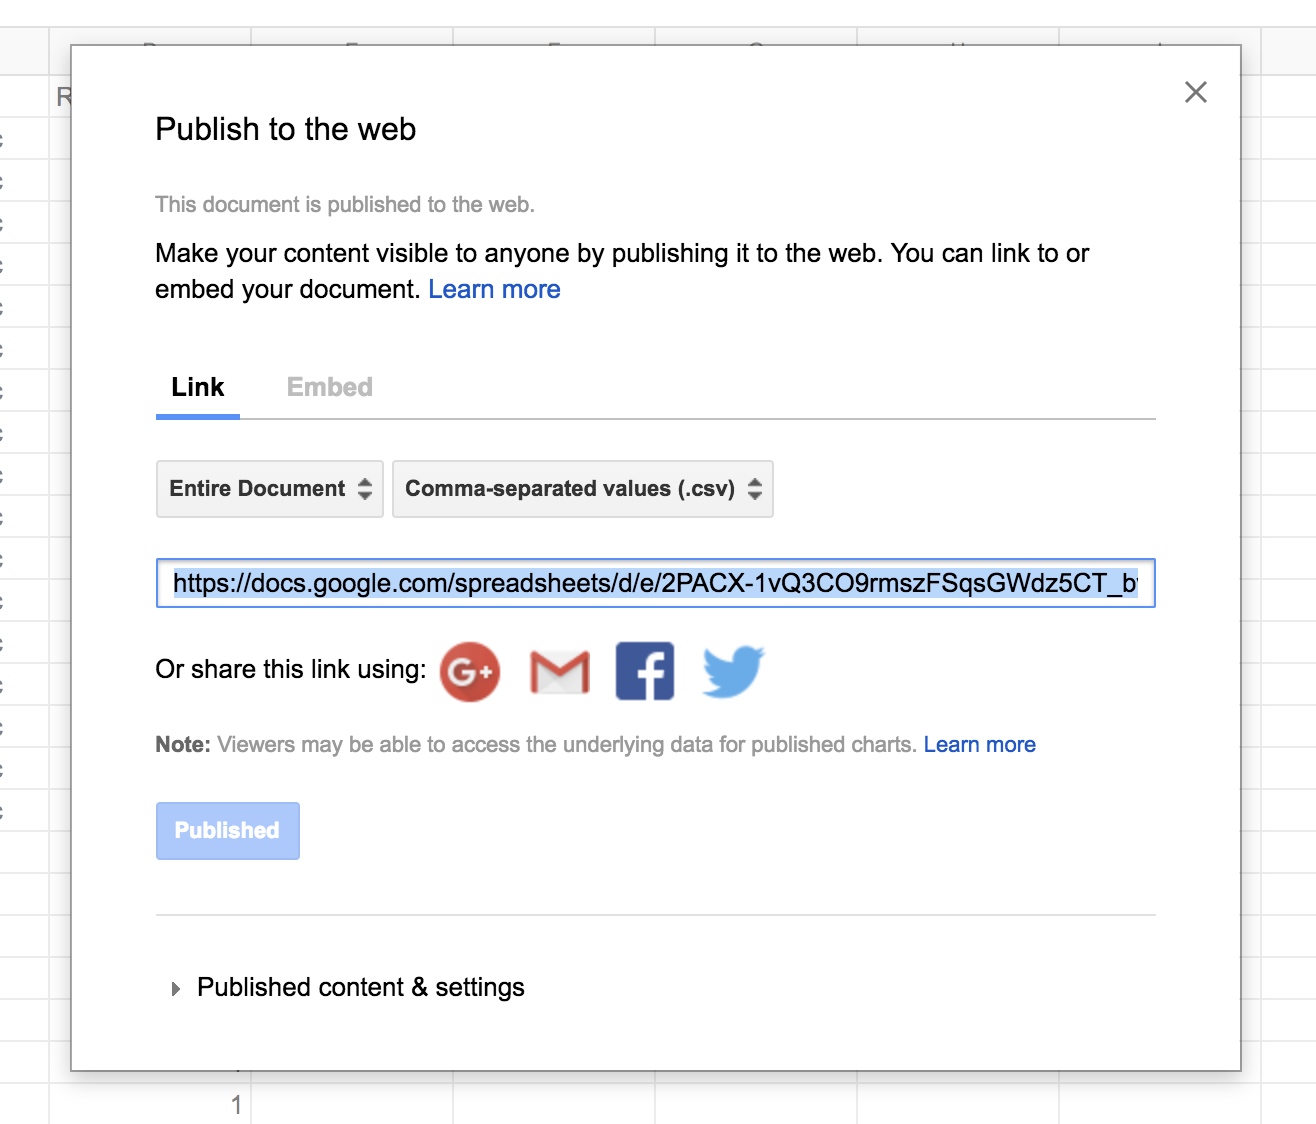 R
Publish to the web
This document is published to the web.
Make your content visible to anyone by publishing it to the web. You can link to or
embed your document. Learn more
Link Embed
Entire Document Comma-separated values (.csv)
https://docs.google.com/spreadsheets/d/e/2PACX-1vQ3CO9rmszFSqsGWdz5CT_b
Or share this link using: G+ M f
Note: Viewers may be able to access the underlying data for published charts. Learn more
Published
Published content & settings
1